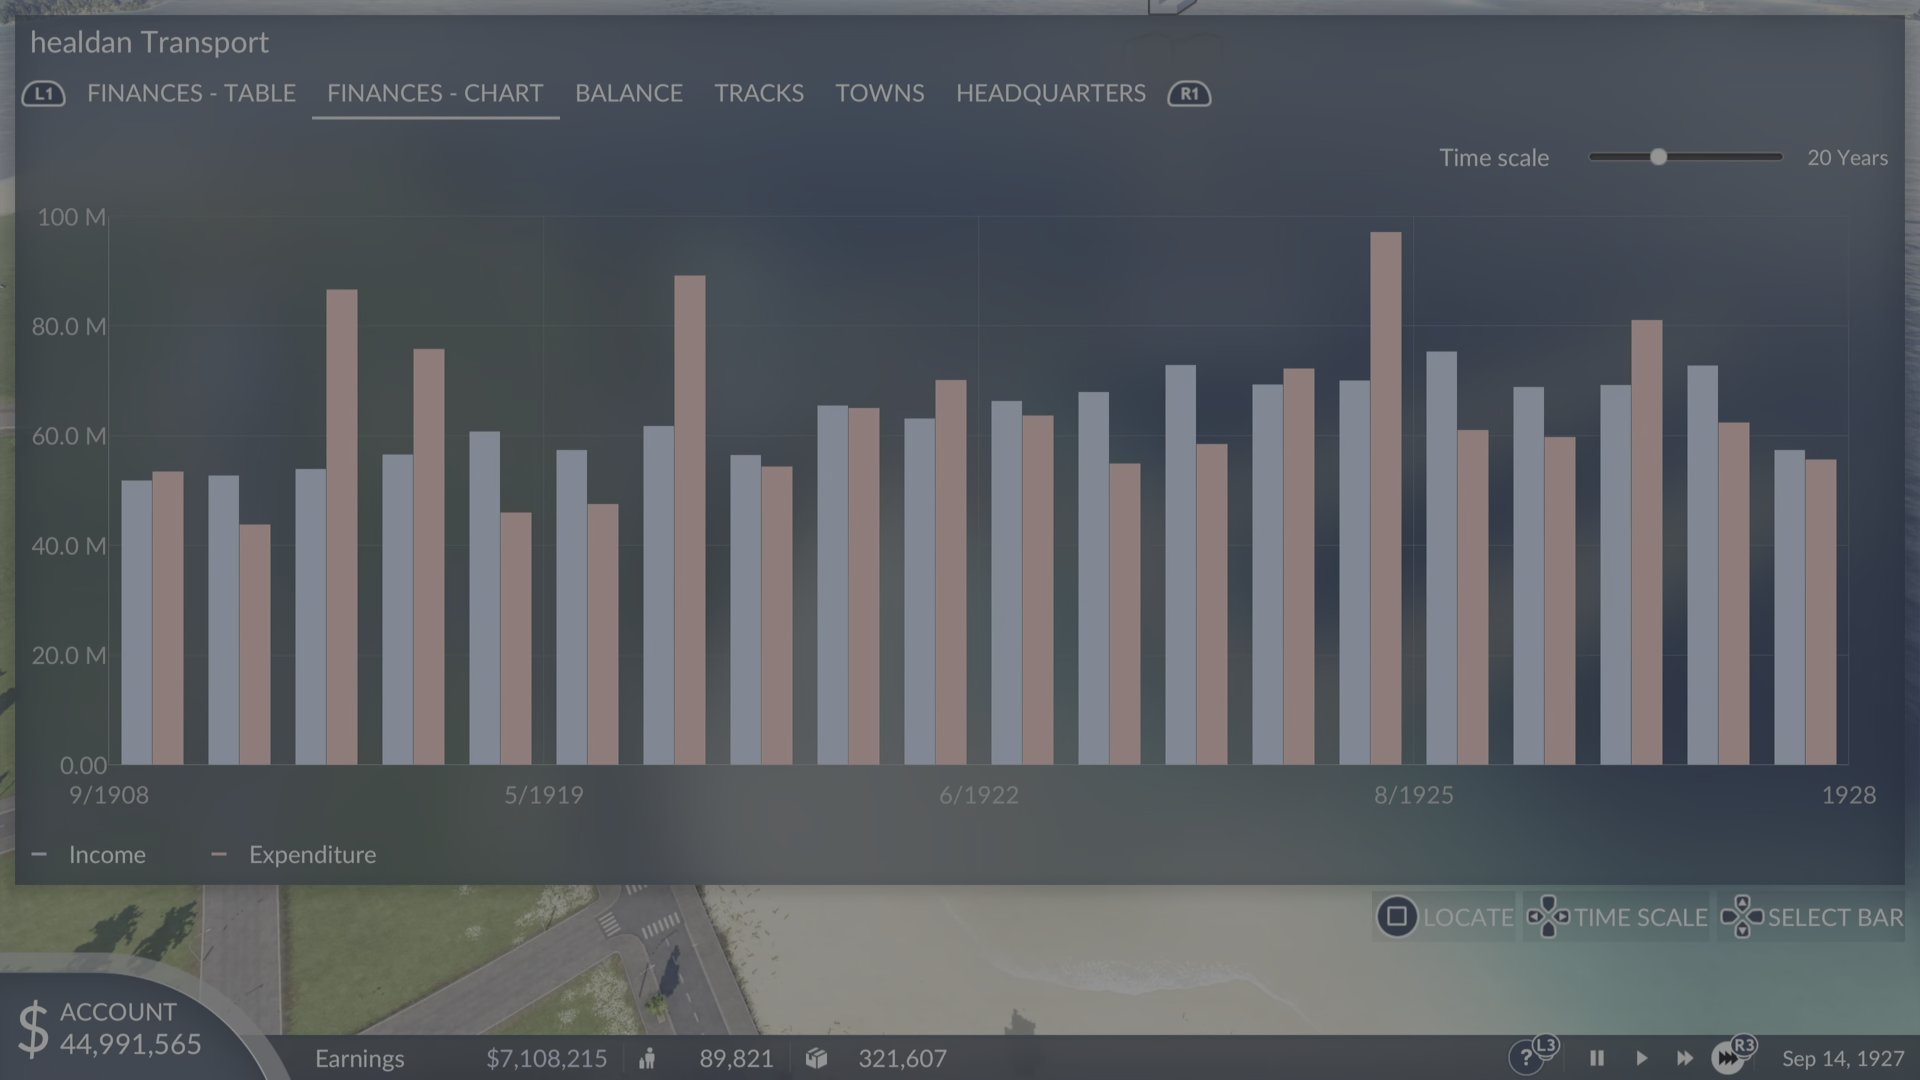 healdan Transport
L1 FINANCES - TABLE FINANCES - CHART BALANCE TRACKS TOWNS HEADQUARTERS R1
Time scale 20 Years
100 M
80.0 M
60.0 M
40.0 M
20.0 M
0.00
9/1908 5/1919 6/1922 8/1925 1928
Income Expenditure
LOCATE TIME SCALE SELECT BAR
$ ACCOUNT
44,991,565
Earnings $7,108,215 89,821 321,607 ? L3 R3 Sep 14, 1927